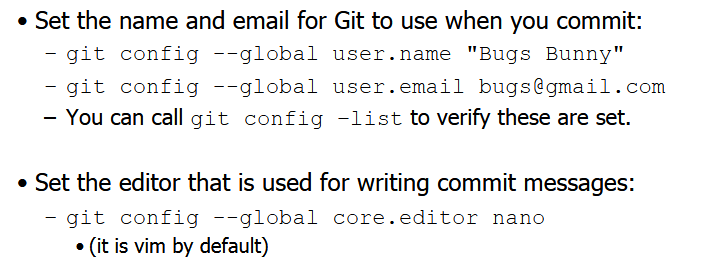 • Set the name and email for Git to use when you commit:
– git config --global user.name "Bugs Bunny"
– git config --global user.email bugs@gmail.com
– You can call git config –list to verify these are set.
• Set the editor that is used for writing commit messages:
– git config --global core.editor nano
• (it is vim by default)